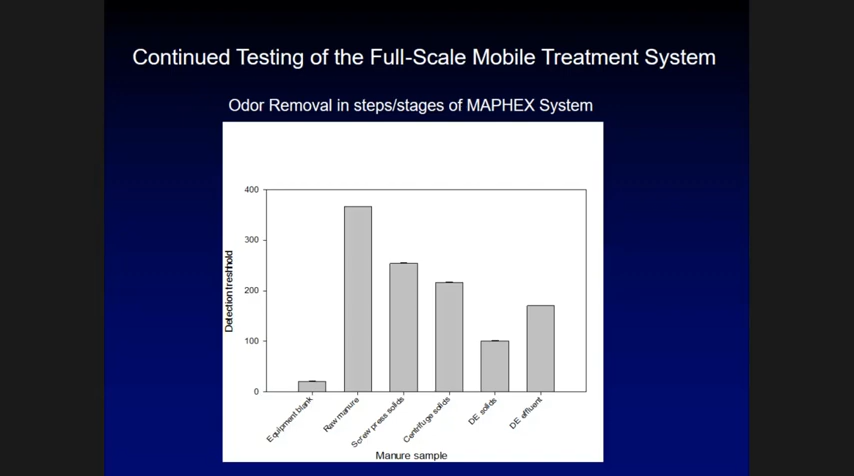 Continued Testing of the Full-Scale Mobile Treatment System
Odor Removal in steps/stages of MAPHEX System
400
300
200
100
0
Detection treshhold
Equipment blank
Raw manure
Screw press solids
Centrifuge solids
DE solids
DE effluent
Manure sample